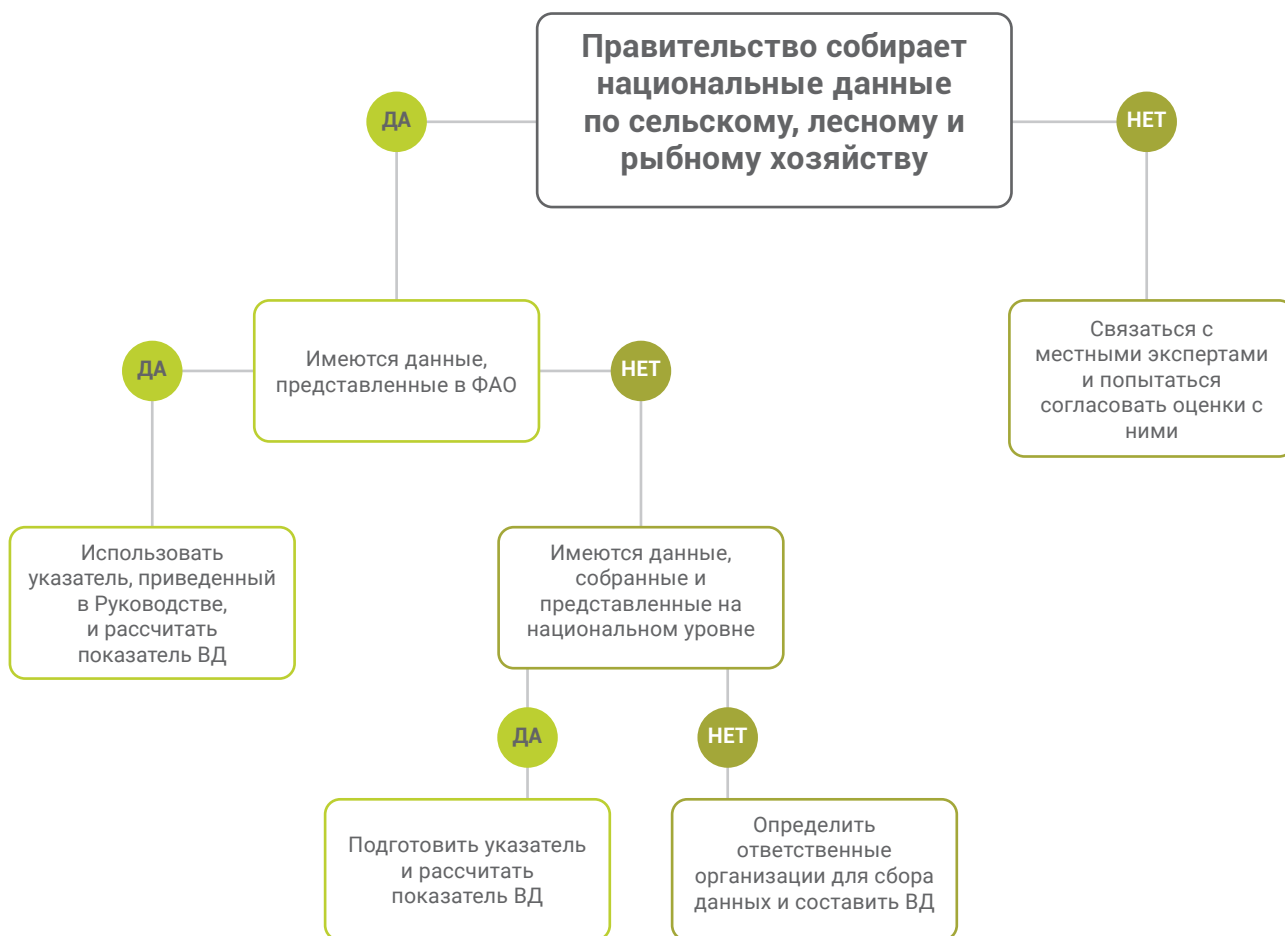 Правительство собирает
национальные данные
по сельскому, лесному и
рыбному хозяйству
ДА
НЕТ
Имеются данные,
представленные в ФАО
Связаться с
местными экспертами
и попытаться
согласовать оценки с
ними
ДА
НЕТ
Использовать
указатель, приведенный
в Руководстве,
и рассчитать
показатель ВД
Имеются данные,
собранные и
представленные на
национальном уровне
ДА
НЕТ
Подготовить указатель
и рассчитать
показатель ВД
Определить
ответственные
организации для сбора
данных и составить ВД